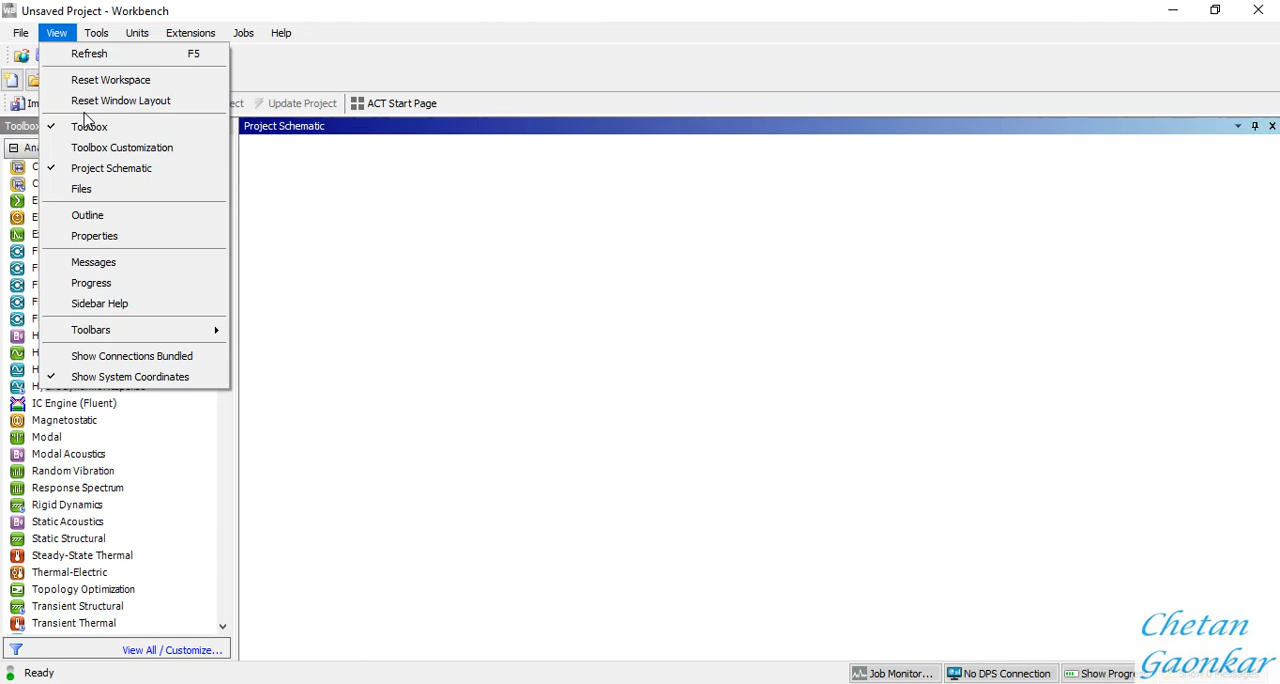 Unsaved Project - Workbench
File View Tools Units Extensions Jobs Help
Refresh F5
Reset Workspace
Reset Window Layout
Toolbox
Toolbox Customization
Project Schematic
Files
Outline
Properties
Messages
Progress
Sidebar Help
Toolbars
Show Connections Bundled
Show System Coordinates
Update Project ACT Start Page
Toolbox
Project Schematic
IC Engine (Fluent)
Magnetostatic
Modal
Modal Acoustics
Random Vibration
Response Spectrum
Rigid Dynamics
Static Acoustics
Static Structural
Steady-State Thermal
Thermal-Electric
Topology Optimization
Transient Structural
Transient Thermal
View All / Customize...
Ready
Job Monitor... No DPS Connection Show Progre
Chetan
Gaonkar